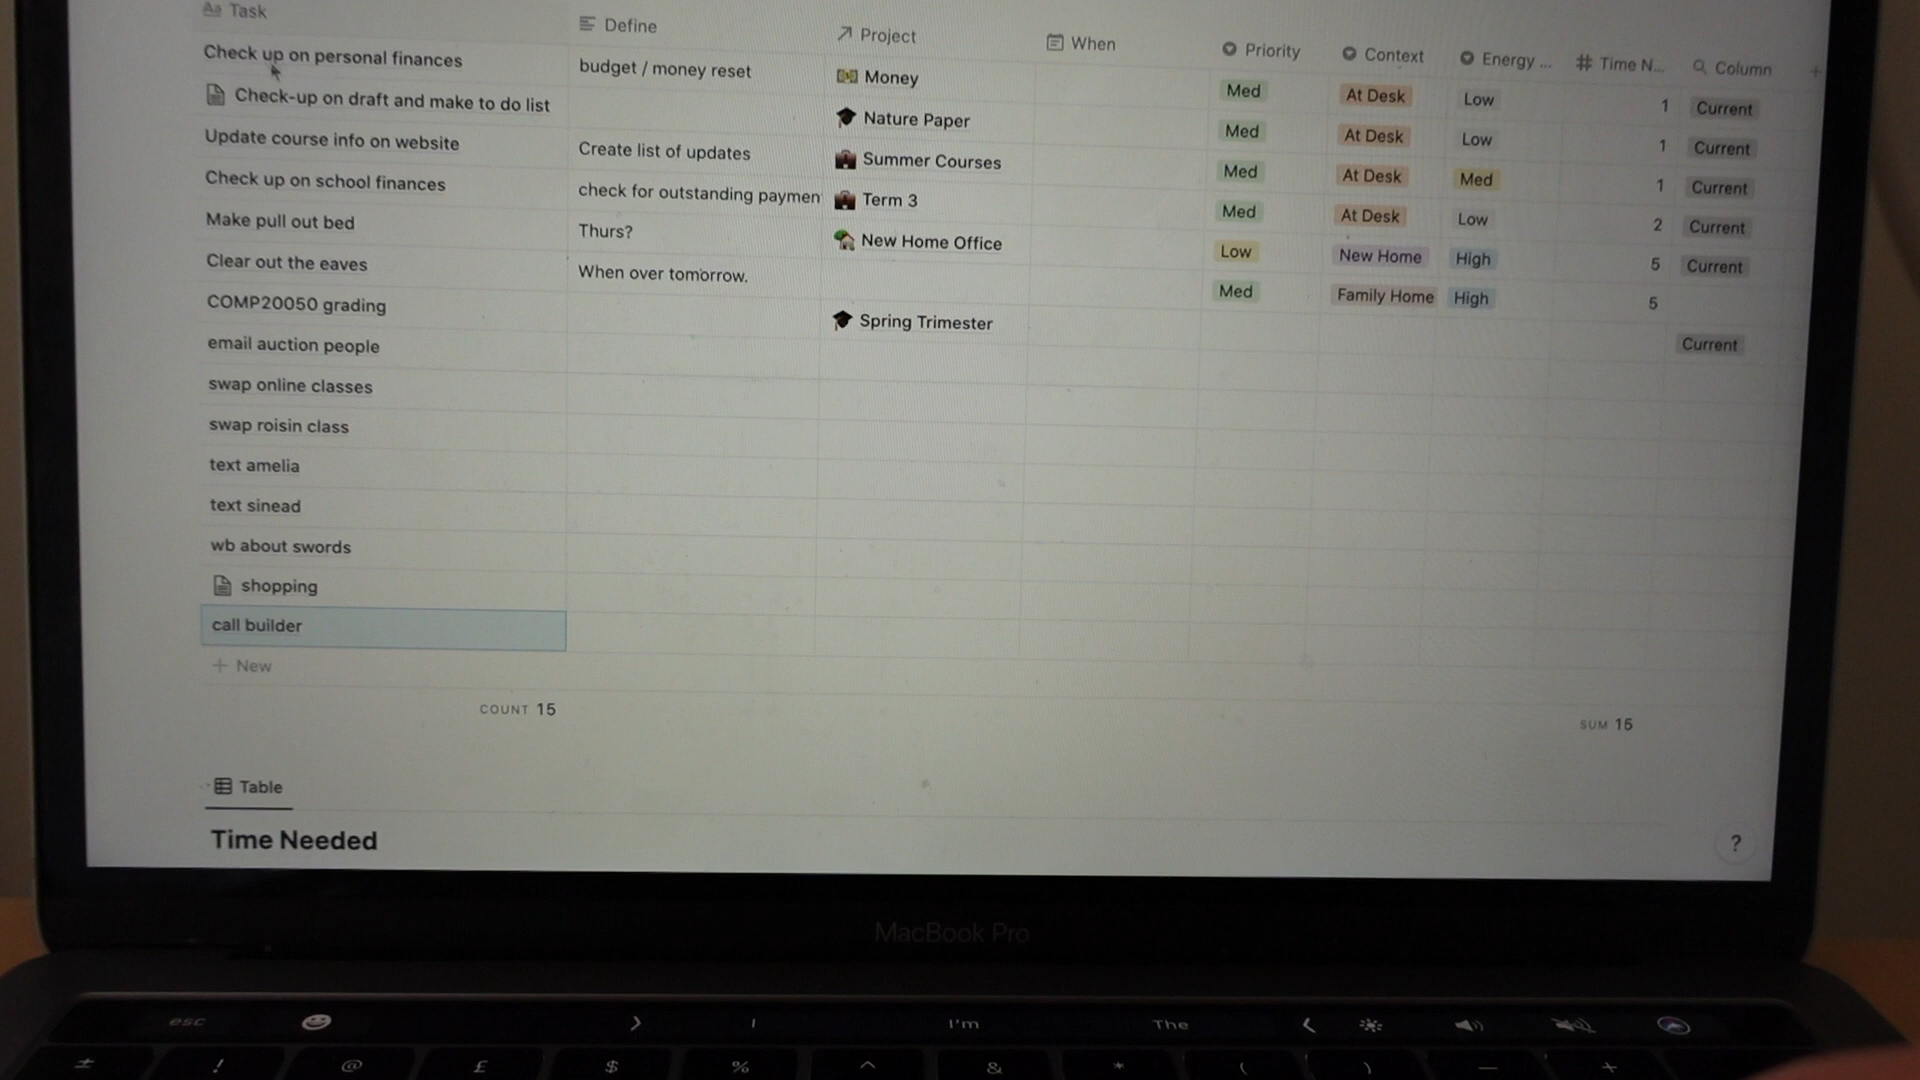 Aa Task Define Project When Priority Context Energy ... # Time N... Column +
Check up on personal finances budget / money reset Money Med At Desk Low 1 Current
Check-up on draft and make to do list Nature Paper Med At Desk Low 1 Current
Update course info on website Create list of updates Summer Courses Med At Desk Med 1 Current
Check up on school finances check for outstanding paymen Term 3 Med At Desk Low 2 Current
Make pull out bed Thurs? New Home Office Low New Home High 5 Current
Clear out the eaves When over tomorrow. Med Family Home High 5
COMP20050 grading Spring Trimester Current
email auction people
swap online classes
swap roisin class
text amelia
text sinead
wb about swords
shopping
call builder
+ New
COUNT 15 SUM 15
Table
Time Needed
?
MacBook Pro
esc I I'm The
± ! @ £ $ % ^ & * ( ) — +